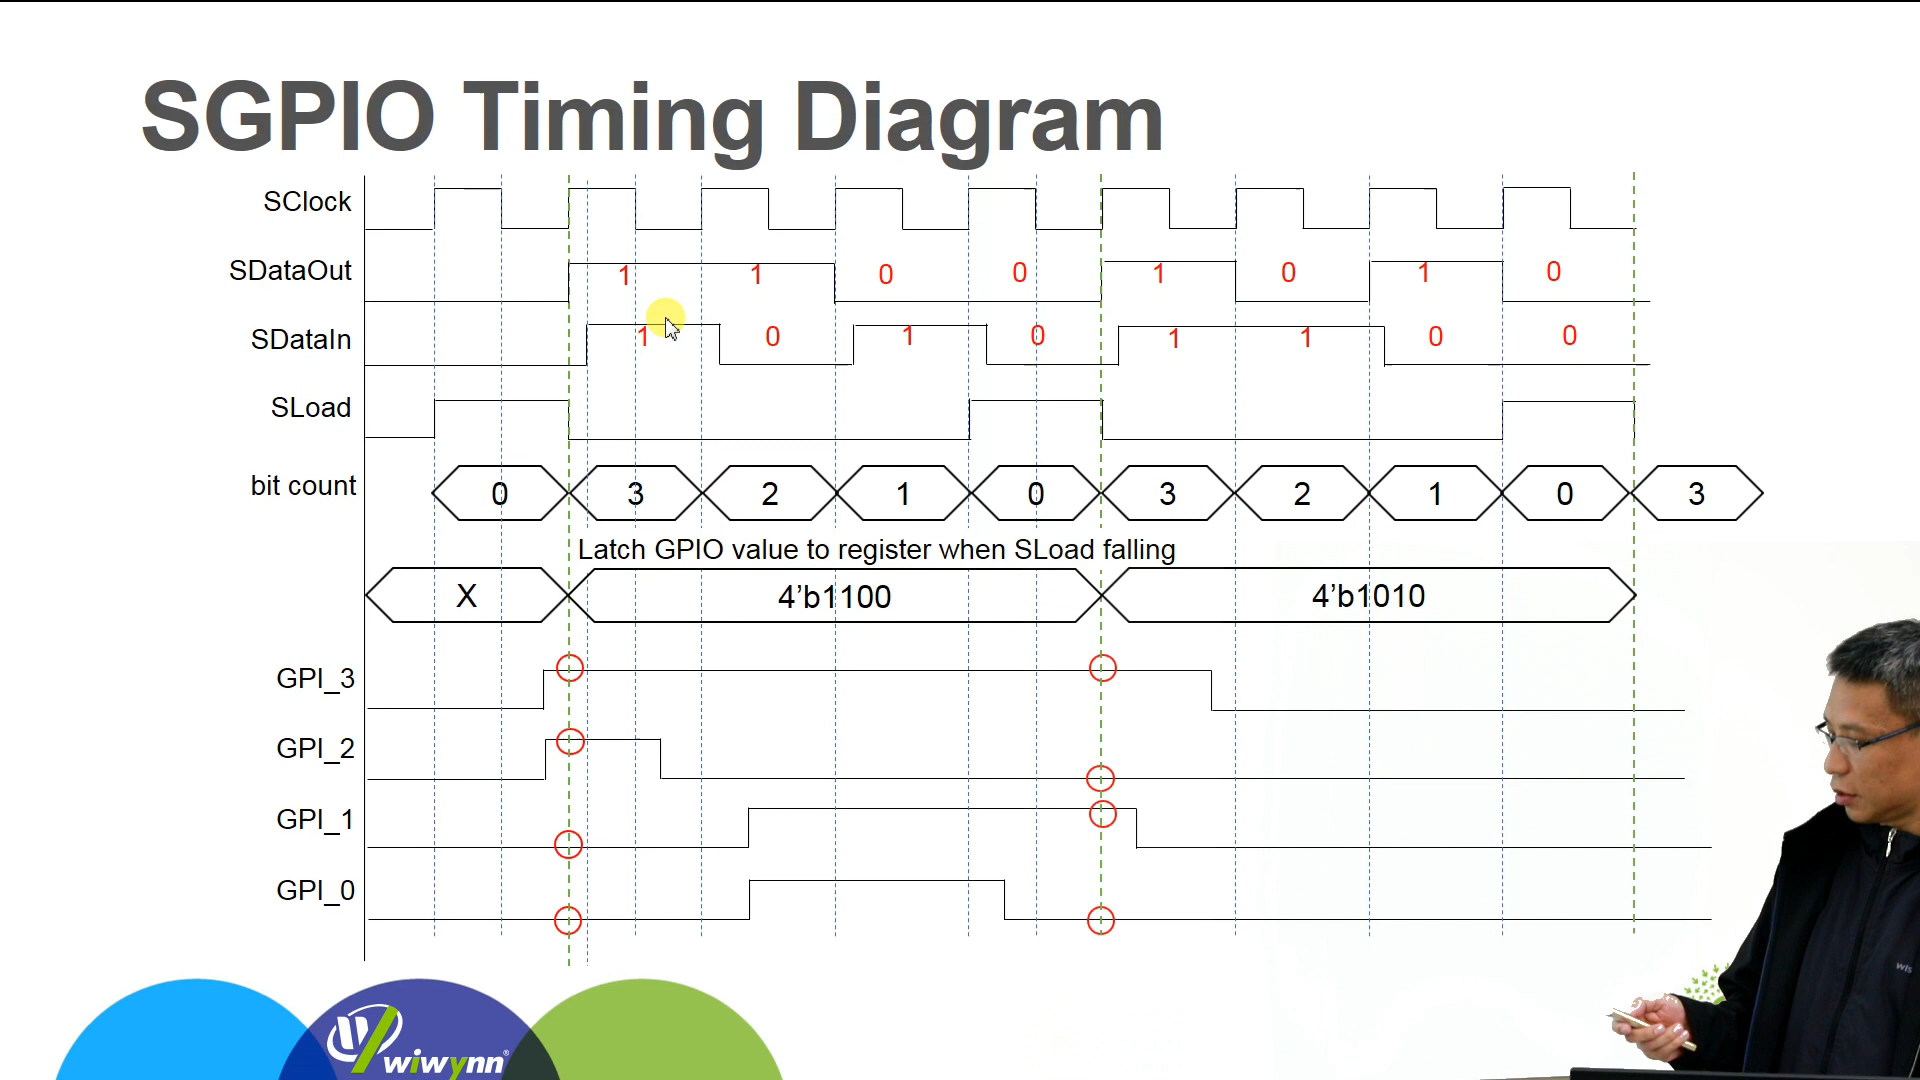 SGPIO Timing Diagram
SClock
SDataOut 1 1 0 0 1 0 1 0
SDataIn 1 0 1 0 1 1 0 0
SLoad
bit count 0 3 2 1 0 3 2 1 0 3
Latch GPIO value to register when SLoad falling
X 4’b1100 4’b1010
GPI_3
GPI_2
GPI_1
GPI_0
wiwynn®
wis